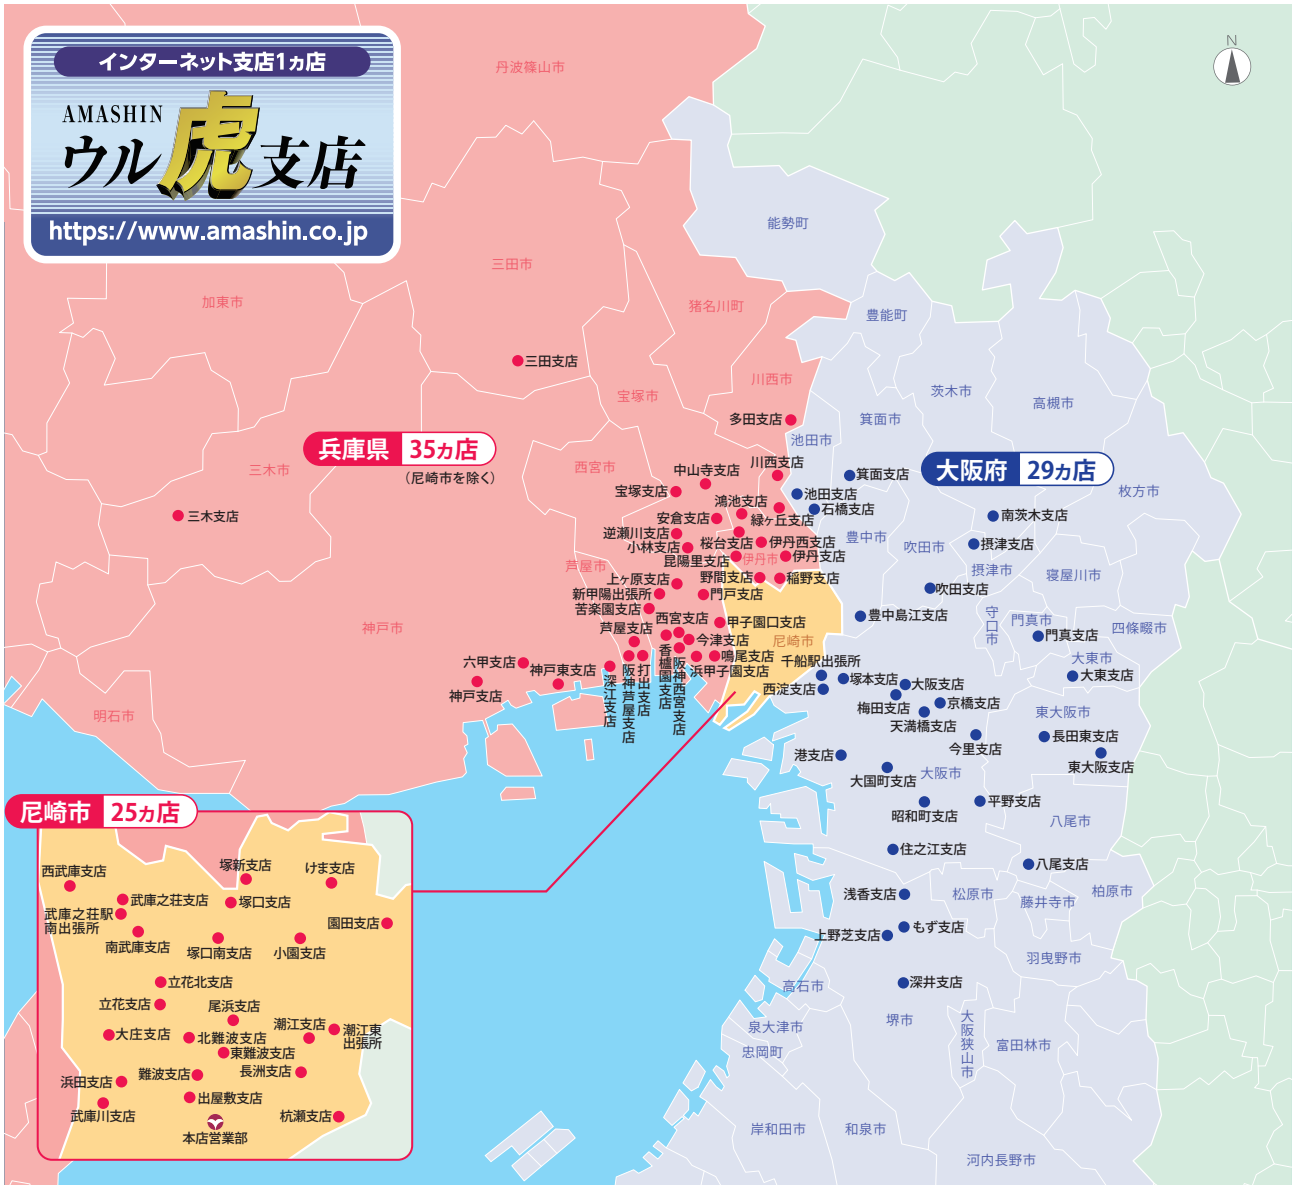 インターネット支店1ヵ店
AMASHIN
ウル虎支店
https://www.amashin.co.jp
N
丹波篠山市
能勢町
三田市
加東市
猪名川町
豊能町
三田支店
川西市
宝塚市
茨木市
高槻市
多田支店
箕面市
池田市
兵庫県 35ヵ店
(尼崎市を除く)
三木市
西宮市
中山寺支店
川西支店
箕面支店
大阪府 29ヵ店
宝塚支店
池田支店
枚方市
鴻池支店
石橋支店
三木支店
安倉支店
緑ヶ丘支店
南茨木支店
逆瀬川支店
桜台支店
伊丹西支店
豊中市
吹田市
摂津支店
小林支店
昆陽里支店
伊丹市
伊丹支店
芦屋市
摂津市
寝屋川市
上ヶ原支店
野間支店
稲野支店
新甲陽出張所
門戸支店
吹田支店
苦楽園支店
豊中島江支店
守口市
門真市
神戸市
芦屋支店
西宮支店
甲子園口支店
四條畷市
今津支店
尼崎市
門真支店
六甲支店
神戸東支店
鳴尾支店
千船駅出張所
大東市
浜甲子園支店
大東支店
神戸支店
深江支店
阪神芦屋支店
打出支店
香櫨園支店
阪神西宮支店
西淀支店
塚本支店
大阪支店
梅田支店
京橋支店
明石市
天満橋支店
東大阪市
今里支店
長田東支店
港支店
東大阪支店
大国町支店
大阪市
平野支店
昭和町支店
八尾市
住之江支店
八尾支店
浅香支店
松原市
藤井寺市
柏原市
上野芝支店
もず支店
羽曳野市
高石市
深井支店
堺市
泉大津市
大阪狭山市
忠岡町
富田林市
岸和田市
和泉市
河内長野市
尼崎市 25ヵ店
西武庫支店
塚新支店
けま支店
武庫之荘支店
塚口支店
武庫之荘駅
南出張所
園田支店
南武庫支店
塚口南支店
小園支店
立花北支店
立花支店
尾浜支店
大庄支店
北難波支店
潮江支店
潮江東
出張所
東難波支店
浜田支店
難波支店
長洲支店
出屋敷支店
武庫川支店
杭瀬支店
本店営業部